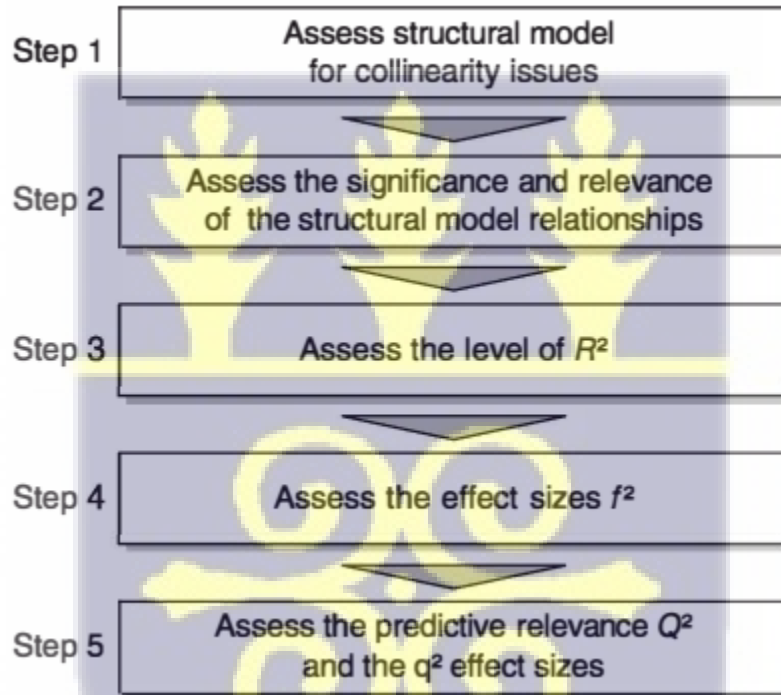 Step 1
Assess structural model
for collinearity issues
Step 2
Assess the significance and relevance
of the structural model relationships
Step 3
Assess the level of R²
Step 4
Assess the effect sizes f²
Step 5
Assess the predictive relevance Q²
and the q² effect sizes